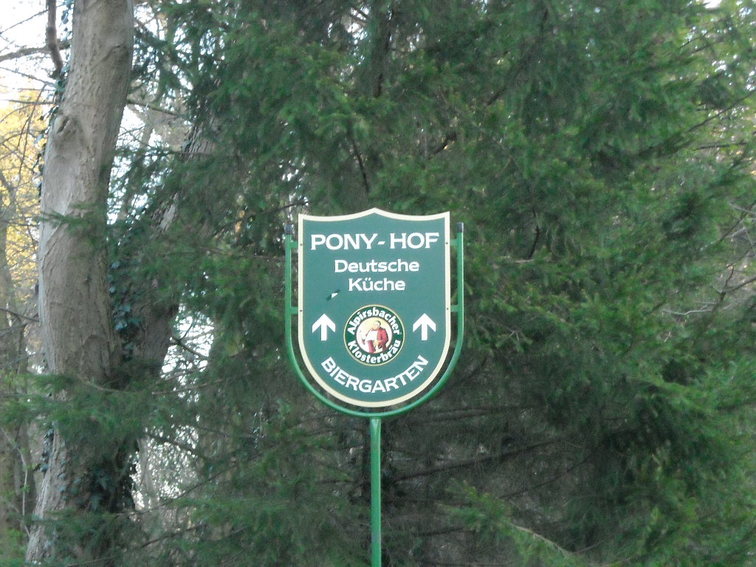 PONY-HOF
Deutsche
Küche
Alpirsbacher
Klosterbräu
BIERGARTEN